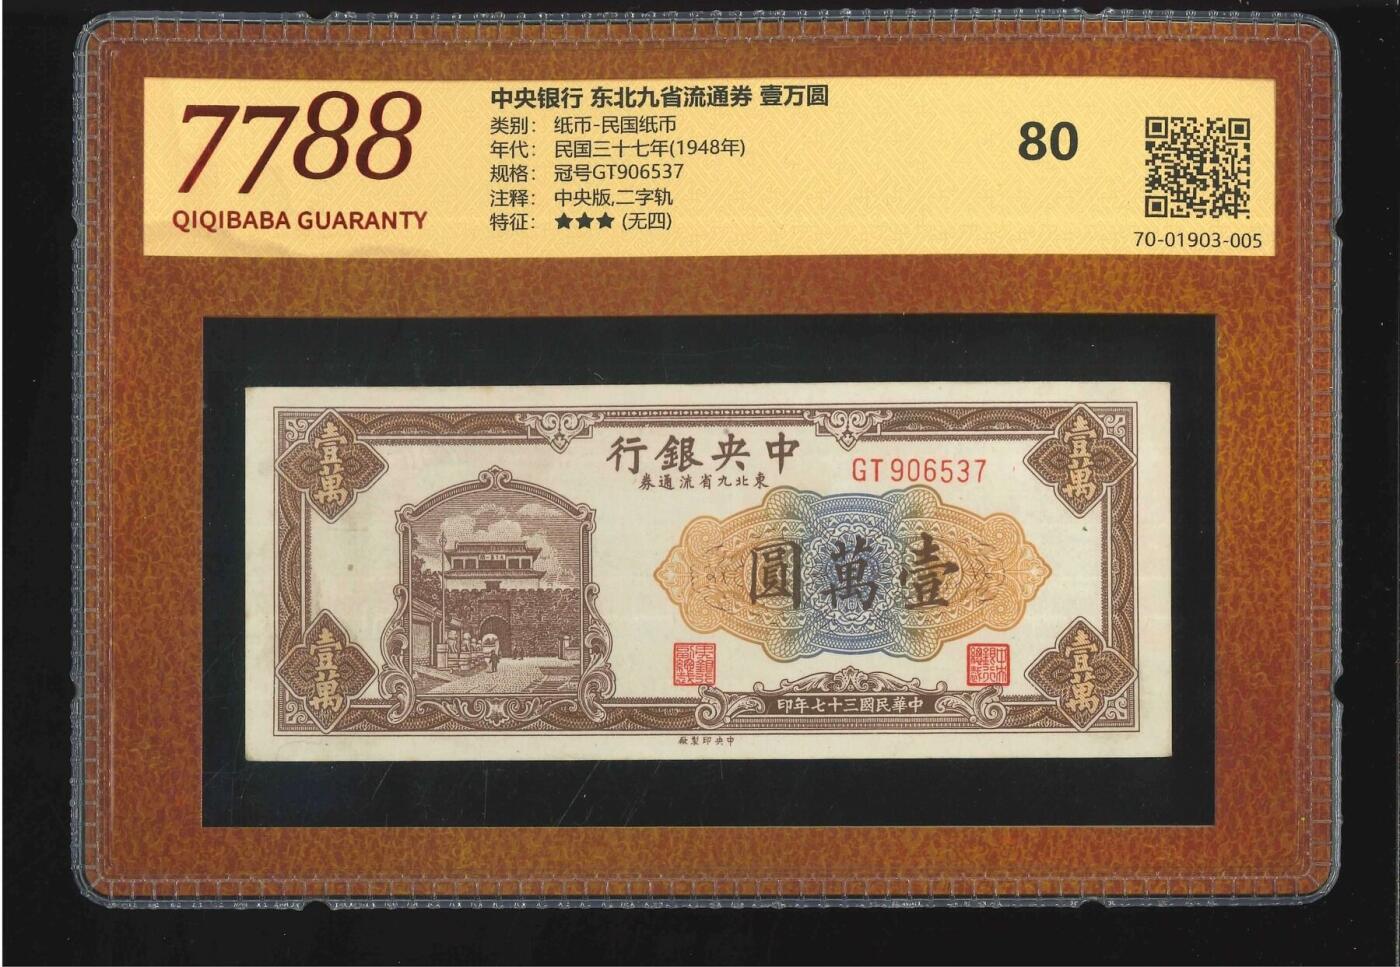 7788
QIQIBABA GUARANTY
中央银行 东北九省流通券 壹万圆
类别： 纸币-民国纸币
年代： 民国三十七年(1948年)
规格： 冠号GT906537
注释： 中央版,二字轨
特征： ★★★ (无四)
80
70-01903-005
壹萬
壹萬
行銀央中
券通流省九北東
GT 906537
圓萬壹
壹萬
壹萬
印年七十三國民華中
廠製印央中